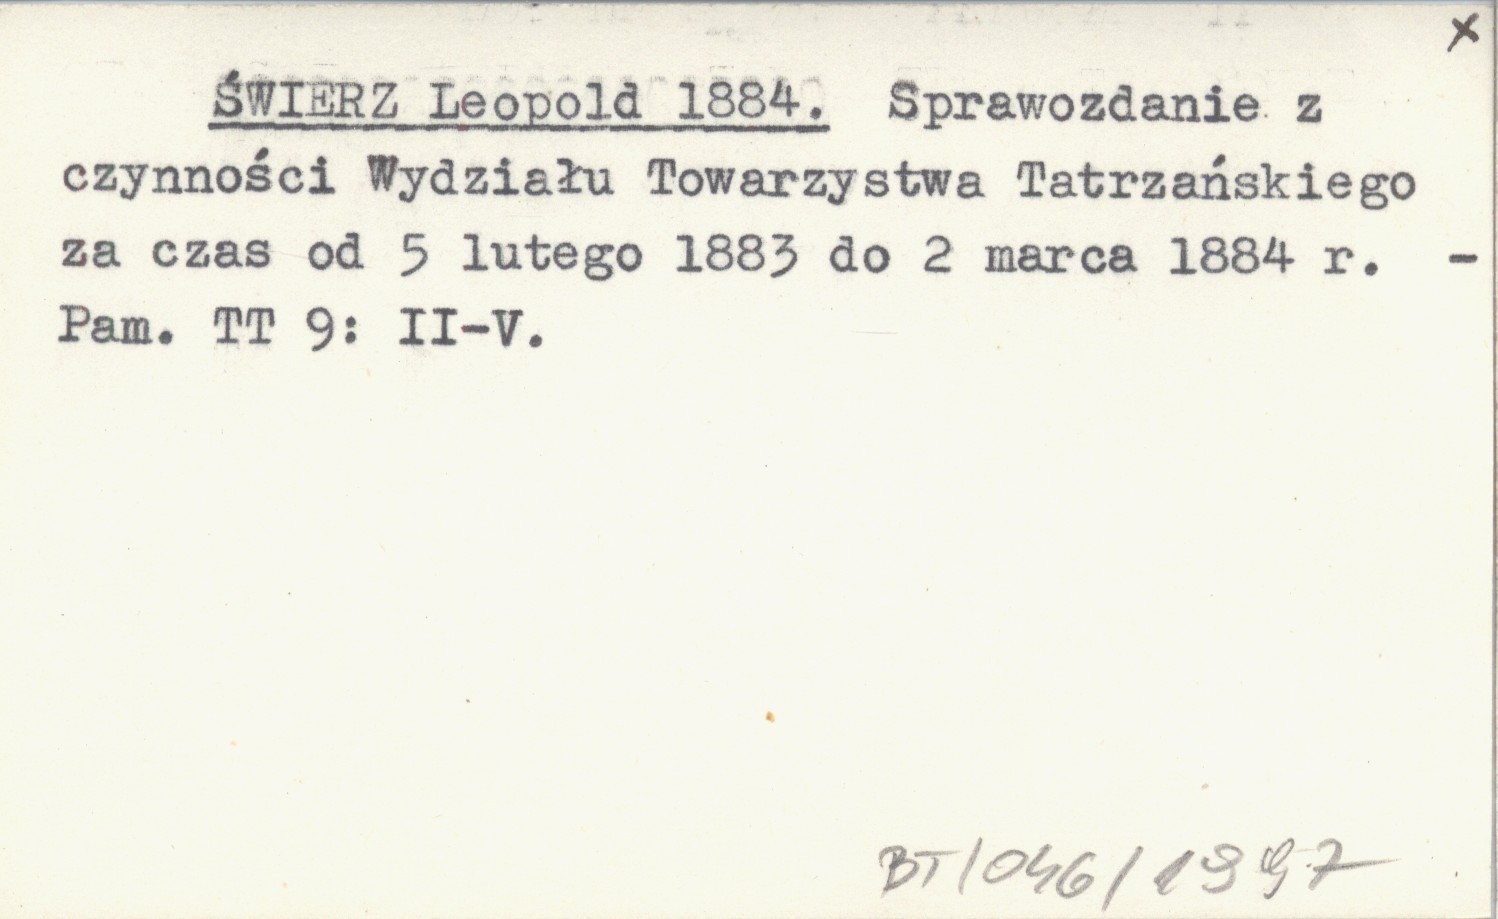 x
ŚWIERZ Leopold 1884. Sprawozdanie z
czynności Wydziału Towarzystwa Tatrzańskiego
za czas od 5 lutego 1883 do 2 marca 1884 r. -
Pam. TT 9: II-V.
BT/046/1997